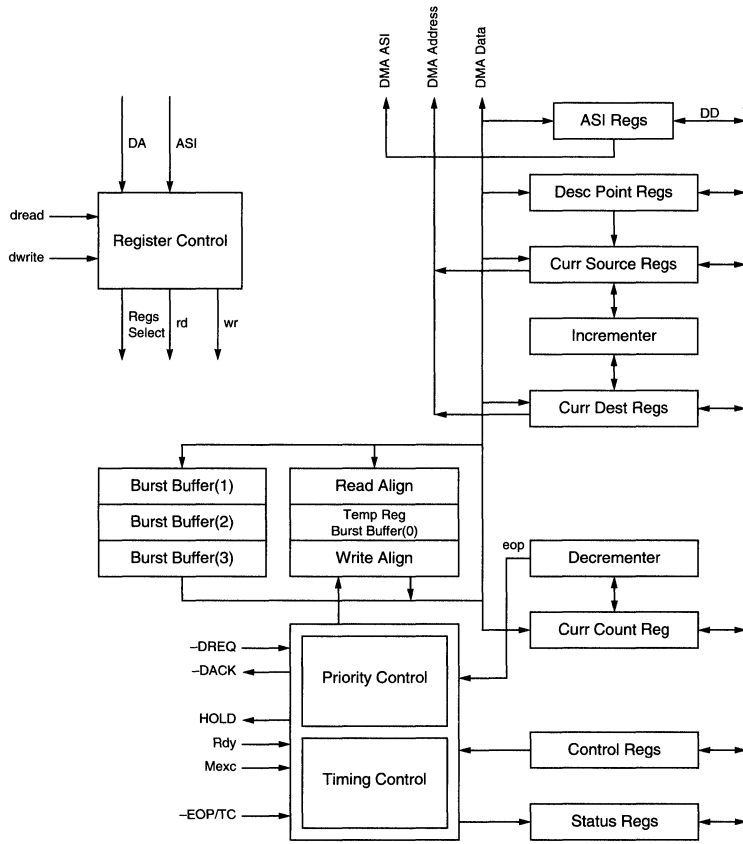 DMA ASI
DMA Address
DMA Data
ASI Regs
DD
DA
ASI
Desc Point Regs
dread
dwrite
Register Control
Curr Source Regs
Regs
Select
rd
wr
Incrementer
Curr Dest Regs
Burst Buffer(1)
Burst Buffer(2)
Burst Buffer(3)
Read Align
Temp Reg
Burst Buffer(0)
Write Align
eop
Decrementer
Curr Count Reg
–DREQ
–DACK
HOLD
Rdy
Mexc
–EOP/TC
Priority Control
Timing Control
Control Regs
Status Regs